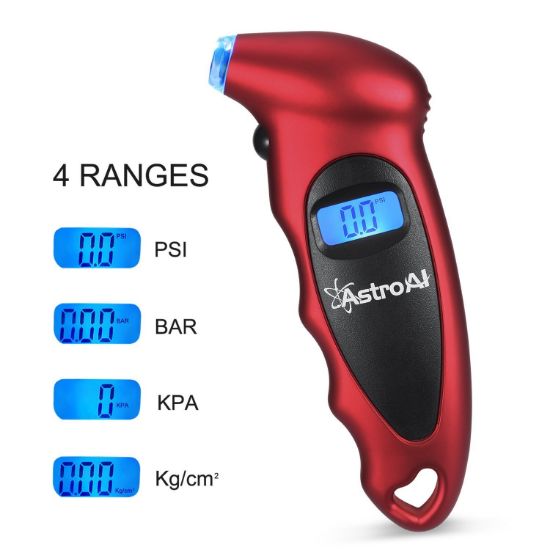 4 RANGES
0.0 PSI
PSI
0.00 BAR
BAR
0 KPA
KPA
0.00 Kg/cm²
Kg/cm²
0.0 PSI
AstroAI